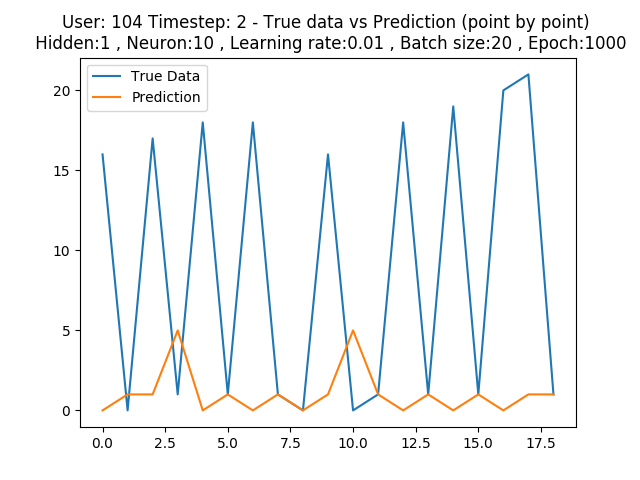 User: 104 Timestep: 2 - True data vs Prediction (point by point)
Hidden:1 , Neuron:10 , Learning rate:0.01 , Batch size:20 , Epoch:1000
True Data
Prediction
20
15
10
5
0
0.0 2.5 5.0 7.5 10.0 12.5 15.0 17.5